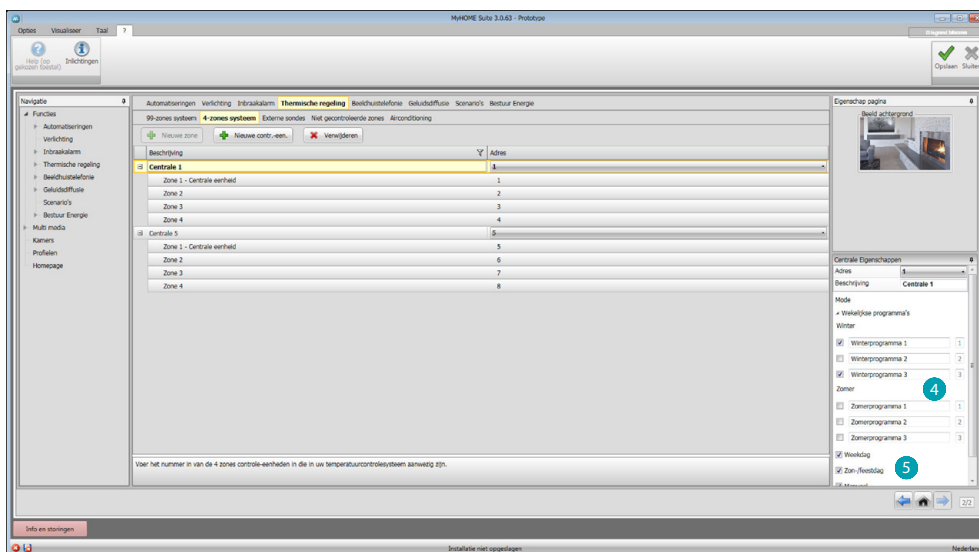 MyHOME Suite 3.0.63 - Prototype
Opties Visualiseer Taal ?
Help (op gekozen toestel)
Inlichtingen
Opslaan Sluiten
Navigatie
Functies
Automatiseringen
Verlichting
Inbraakalarm
Thermische regeling
Beeldhuistelefonie
Geluidsdiffusie
Scenario's
Bestuur Energie
Multi media
Kamers
Profielen
Homepage
Automatiseringen Verlichting Inbraakalarm Thermische regeling Beeldhuistelefonie Geluidsdiffusie Scenario's Bestuur Energie
99-zones systeem 4-zones systeem Externe sondes Niet gecontroleerde zones Airconditioning
Nieuwe zone Nieuwe contr.-een. Verwijderen
Beschrijving Adres
Centrale 1 1
Zone 1 - Centrale eenheid 1
Zone 2 2
Zone 3 3
Zone 4 4
Centrale 5 5
Zone 1 - Centrale eenheid 5
Zone 2 6
Zone 3 7
Zone 4 8
Voer het nummer in van de 4 zones controle-eenheden in die in uw temperatuurcontrolesysteem aanwezig zijn.
Eigenschap pagina
Beeld achtergrond
Centrale Eigenschappen
Adres 1
Beschrijving Centrale 1
Mode
Wekelijkse programma's
Winter
Winterprogramma 1 1
Winterprogramma 2 2
Winterprogramma 3 3
4
Zomer
Zomerprogramma 1 1
Zomerprogramma 2 2
Zomerprogramma 3 3
Weekdag
Zon-/feestdag
5
2/2
Info en storingen
Installatie niet opgeslagen